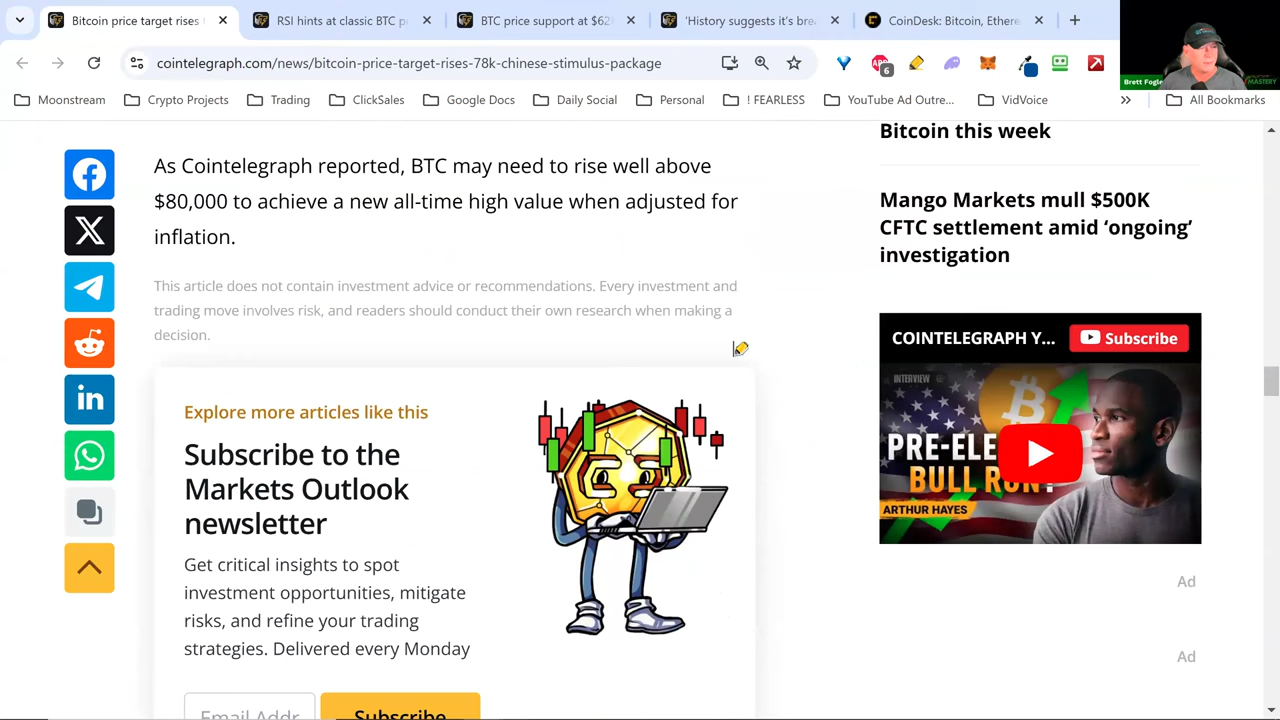 Bitcoin price target rises
RSI hints at classic BTC p
BTC price support at $62
'History suggests it's bre
CoinDesk: Bitcoin, Ethere
cointelegraph.com/news/bitcoin-price-target-rises-78k-chinese-stimulus-package
6
Brett Fogle
MASTERY
Moonstream
Crypto Projects
Trading
ClickSales
Google Docs
Daily Social
Personal
! FEARLESS
YouTube Ad Outre...
VidVoice
All Bookmarks
As Cointelegraph reported, BTC may need to rise well above
$80,000 to achieve a new all-time high value when adjusted for
inflation.
This article does not contain investment advice or recommendations. Every investment and
trading move involves risk, and readers should conduct their own research when making a
decision.
Explore more articles like this
Subscribe to the
Markets Outlook
newsletter
Get critical insights to spot
investment opportunities, mitigate
risks, and refine your trading
strategies. Delivered every Monday
Email Addr
Subscribe
Bitcoin this week
Mango Markets mull $500K
CFTC settlement amid ‘ongoing’
investigation
COINTELEGRAPH Y...
Subscribe
INTERVIEW
PRE-ELE
BULL RUN?
ARTHUR HAYES
Ad
Ad